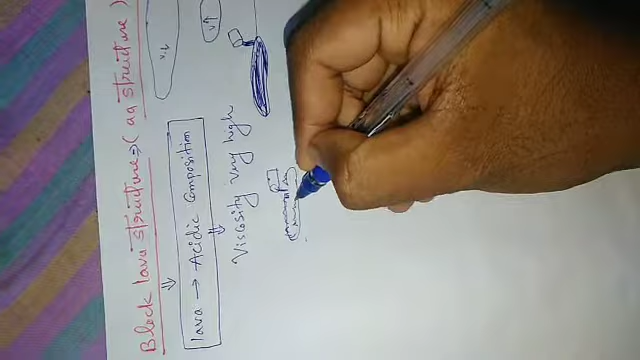 Block lava structure ⇒ (aa structure)
↓
lava → Acidic Composition
⇓
Viscosity very high